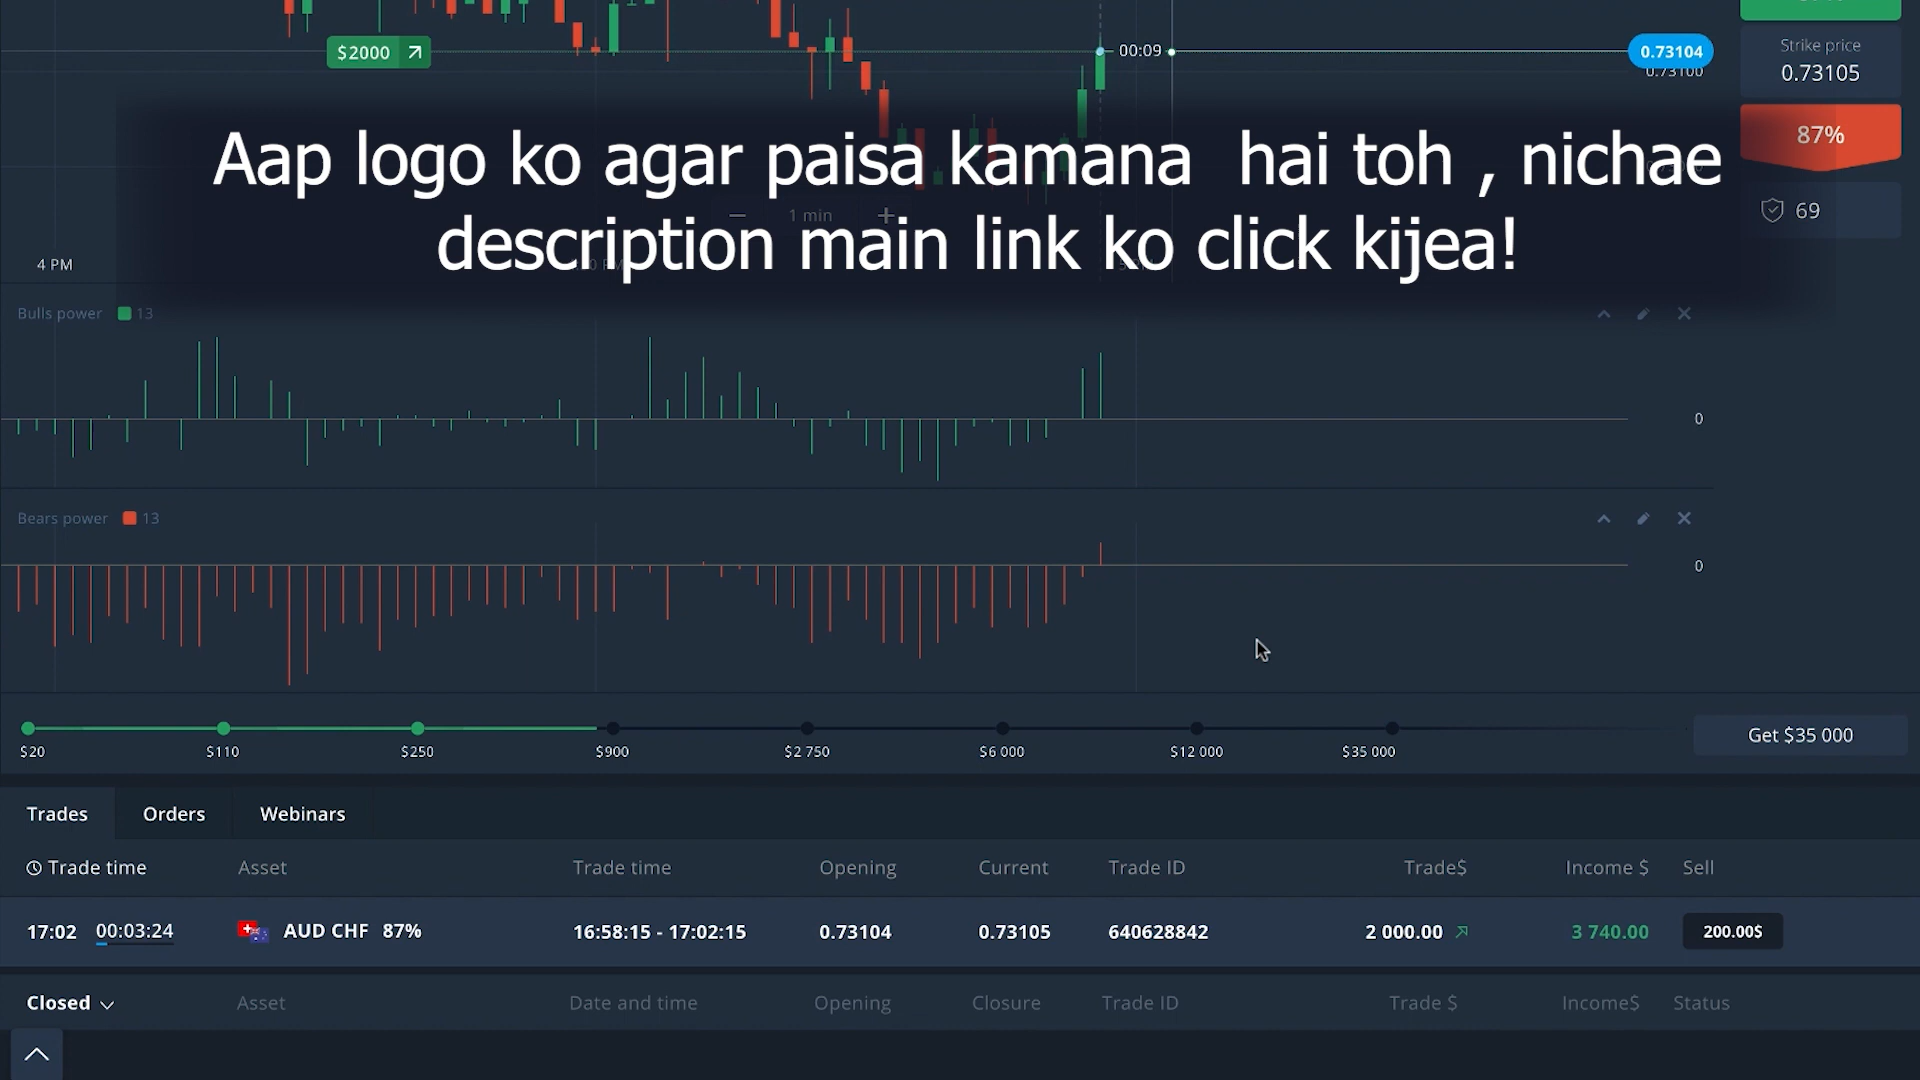 $2000
00:09
0.73104
0.73100
Strike price
0.73105
87%
Aap logo ko agar paisa kamana hai toh , nichae
description main link ko click kijea!
1 min
69
4 PM
Bulls power 13
0
Bears power 13
0
$20 $110 $250 $900 $2 750 $6 000 $12 000 $35 000
Get $35 000
Trades Orders Webinars
Trade time Asset Trade time Opening Current Trade ID Trade$ Income $ Sell
17:02 00:03:24 AUD CHF 87% 16:58:15 - 17:02:15 0.73104 0.73105 640628842 2 000.00 3 740.00 200.00$
Closed Asset Date and time Opening Closure Trade ID Trade $ Income$ Status